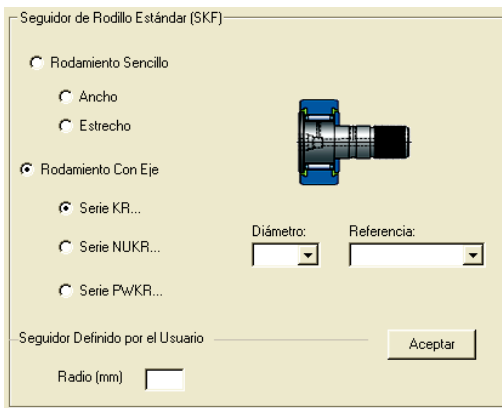 Seguidor de Rodillo Estándar (SKF)
Rodamiento Sencillo
Ancho
Estrecho
Rodamiento Con Eje
Serie KR...
Serie NUKR...
Serie PWKR...
Diámetro:
Referencia:
Seguidor Definido por el Usuario
Radio (mm)
Aceptar